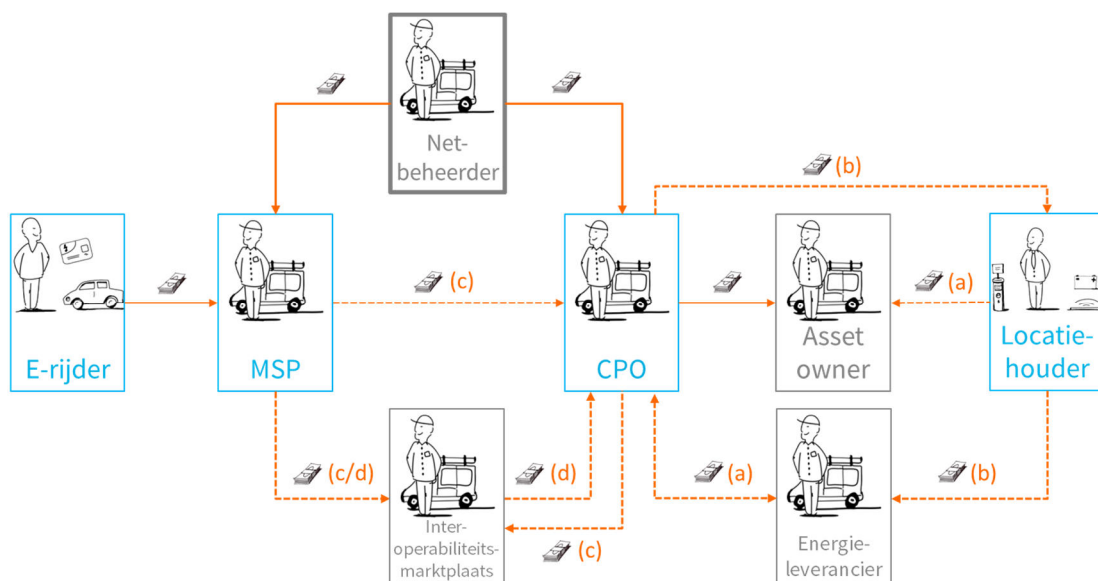 Net-
beheerder
(b)
E-rijder
MSP
(c)
CPO
Asset
owner
(a)
Locatie-
houder
(c/d)
Inter-
operabiliteits-
marktplaats
(d)
(c)
(a)
Energie-
leverancier
(b)